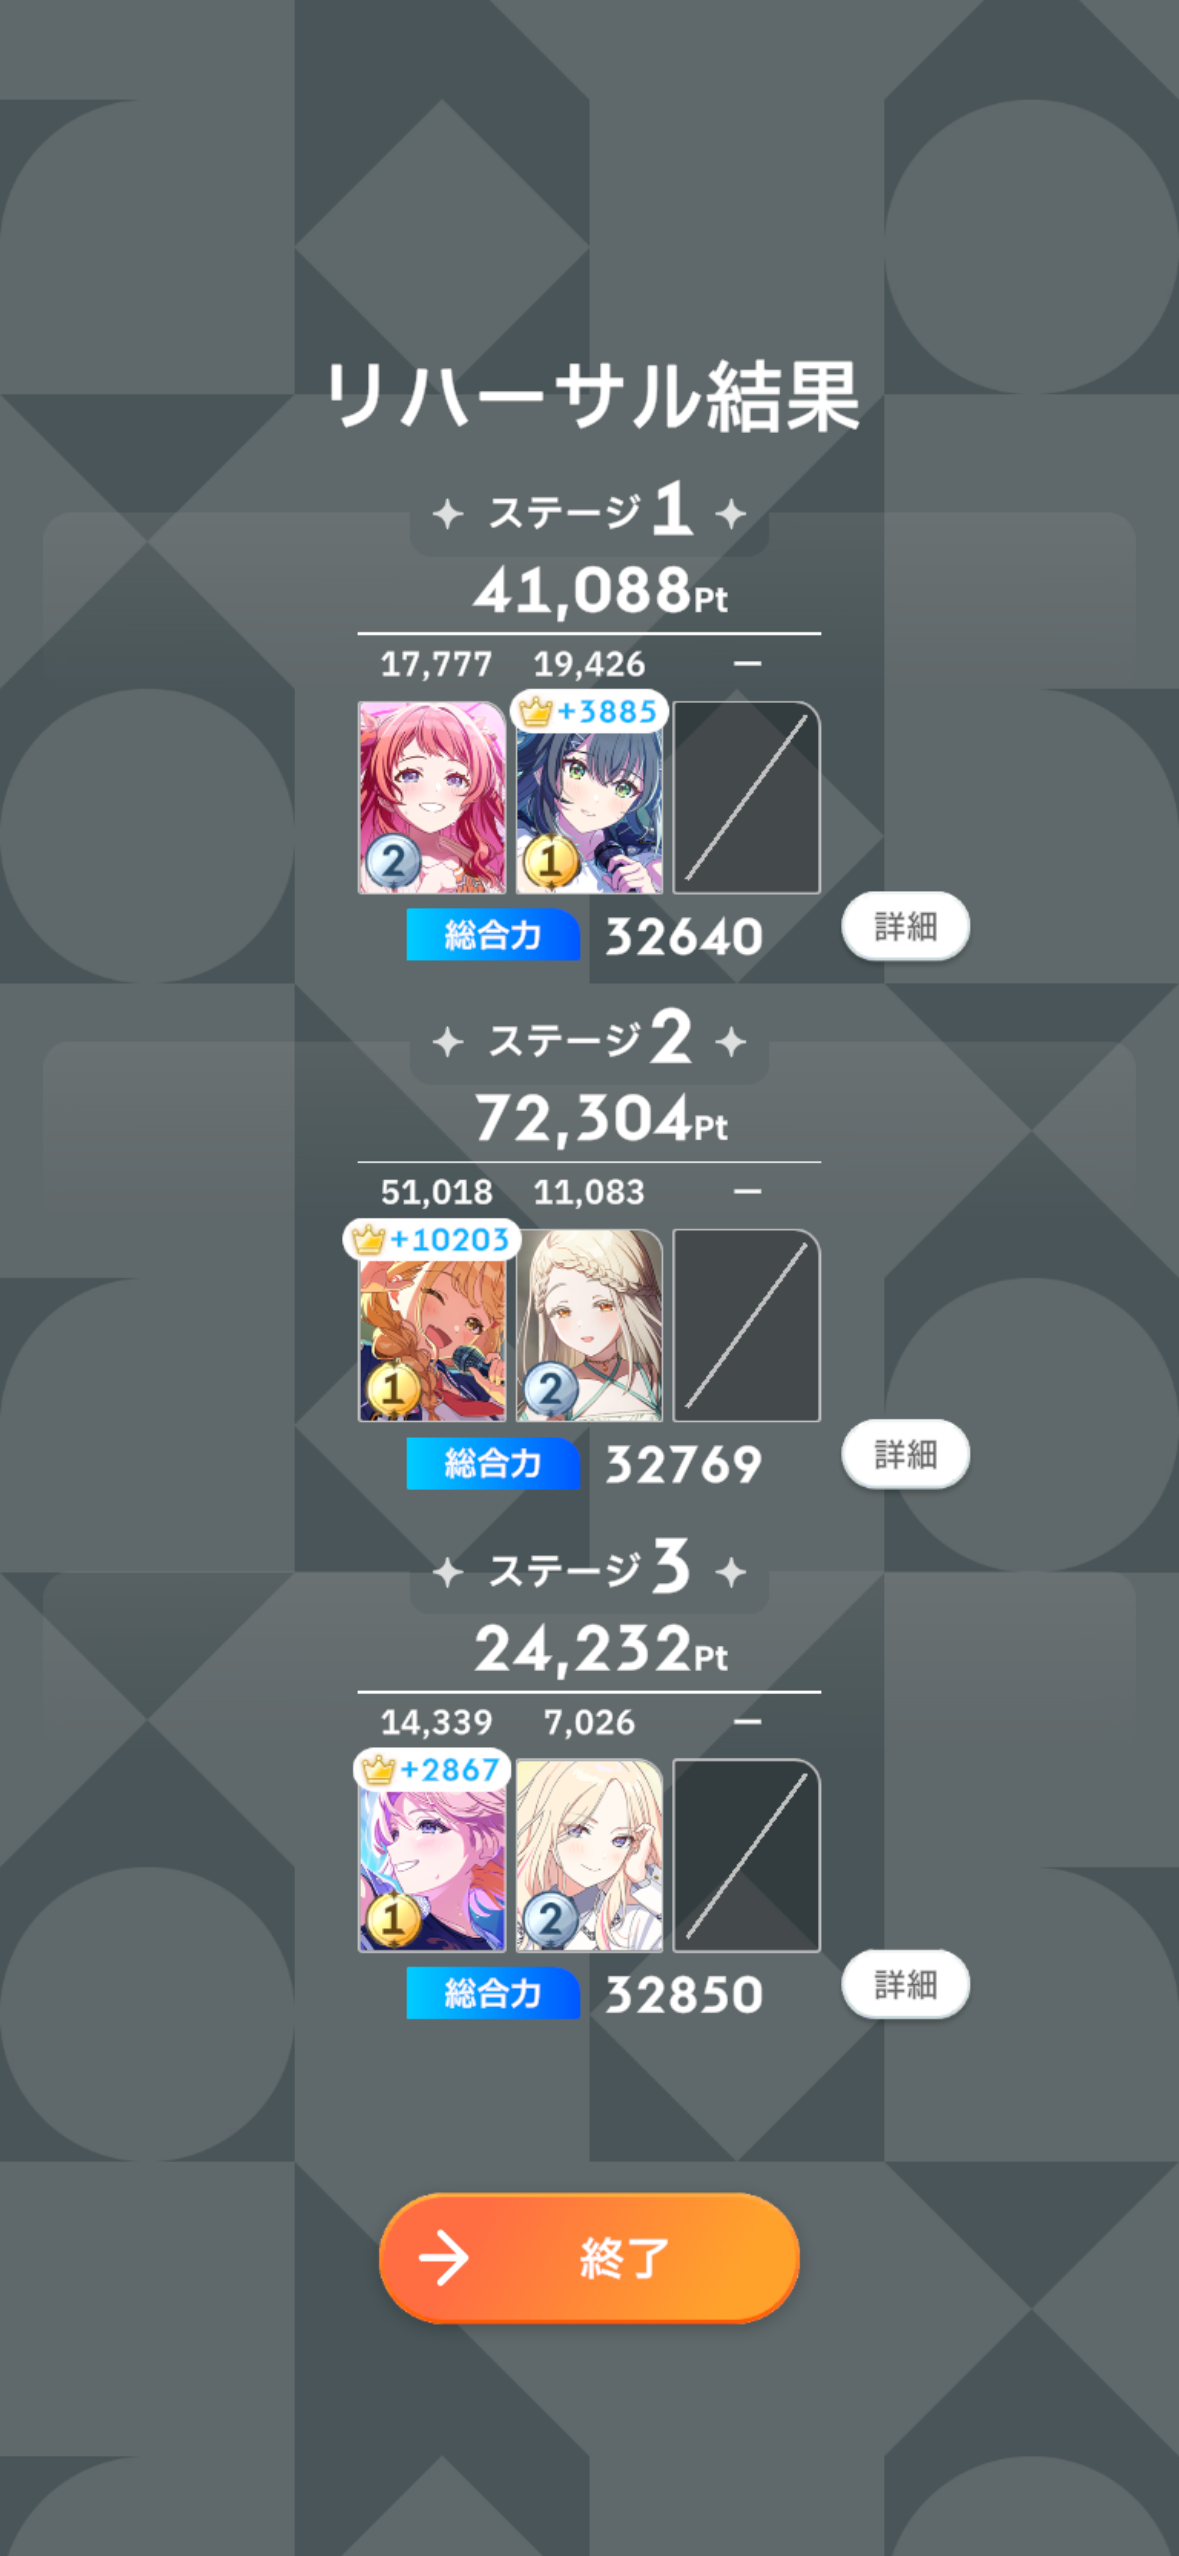 リハーサル結果
ステージ1
41,088Pt
17,777 19,426 ー
+3885
2 1
総合力 32640 詳細
ステージ2
72,304Pt
51,018 11,083 ー
+10203
1 2
総合力 32769 詳細
ステージ3
24,232Pt
14,339 7,026 ー
+2867
1 2
総合力 32850 詳細
終了